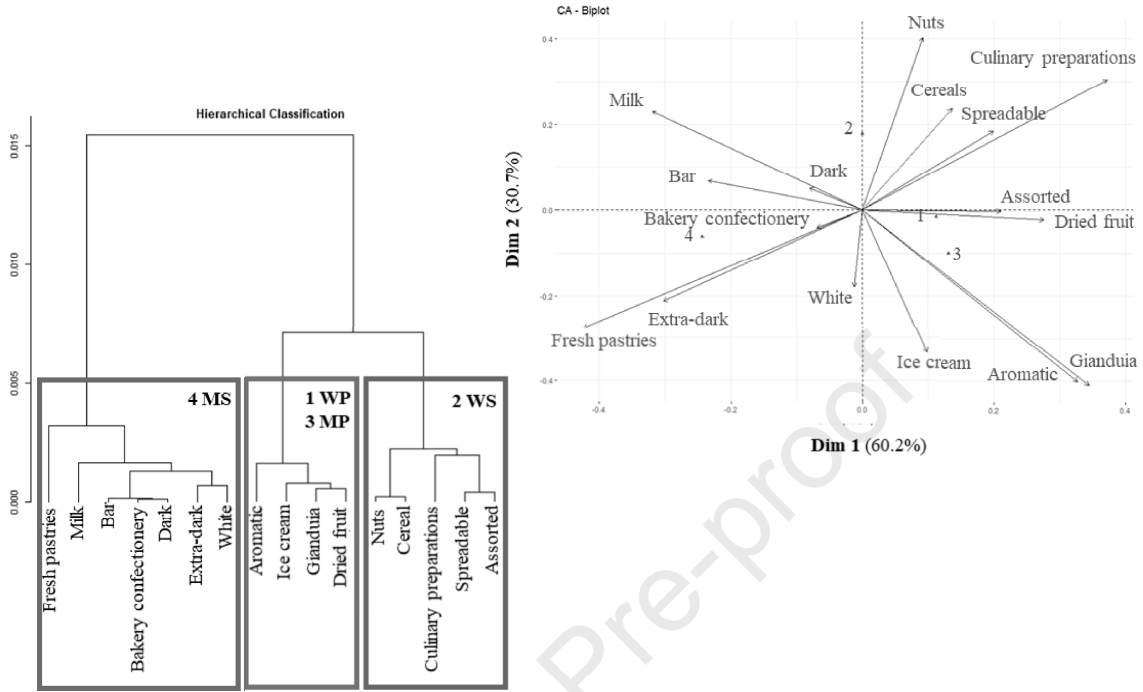 Hierarchical Classification
0.015
0.010
0.005
0.000
4 MS
1 WP
3 MP
2 WS
Fresh pastries
Milk
Bar
Bakery confectionery
Dark
Extra-dark
White
Aromatic
Ice cream
Gianduia
Dried fruit
Nuts
Cereal
Culinary preparations
Spreadable
Assorted
CA - Biplot
Dim 2 (30.7%)
0.4
0.2
0.0
-0.2
-0.4
Nuts
Culinary preparations
Milk
Cereals
Spreadable
2
Dark
Bar
Assorted
1
Bakery confectionery
Dried fruit
4
3
White
Extra-dark
Fresh pastries
Ice cream
Gianduia
Aromatic
-0.4
-0.2
0.0
0.2
0.4
Dim 1 (60.2%)
Pre-proof